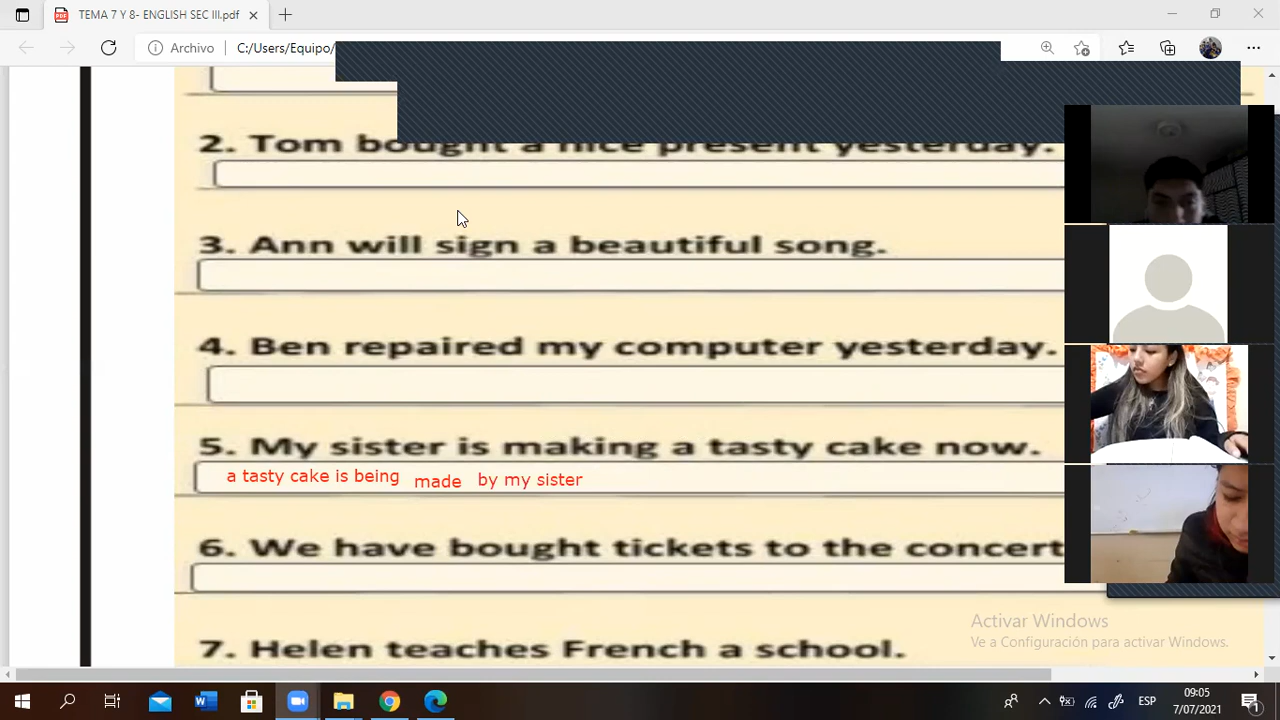 TEMA 7 Y 8- ENGLISH SEC III.pdf
Archivo
C:/Users/Equipo/
2. Tom bought a nice present yesterday.
3. Ann will sign a beautiful song.
4. Ben repaired my computer yesterday.
5. My sister is making a tasty cake now.
a tasty cake is being made by my sister
6. We have bought tickets to the concert
7. Helen teaches French a school.
Activar Windows
Ve a Configuración para activar Windows.
ESP
09:05
7/07/2021
1